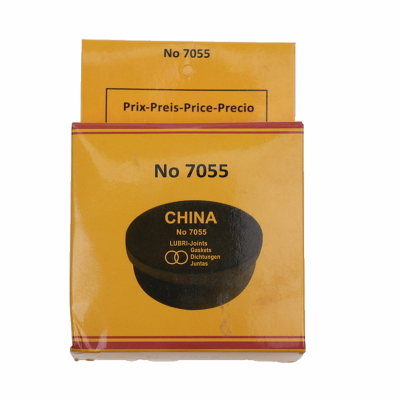 No 7055
Prix-Preis-Price-Precio
No 7055
CHINA
No 7055
LUBRI-Joints
Gaskets
Dichtungen
Juntas